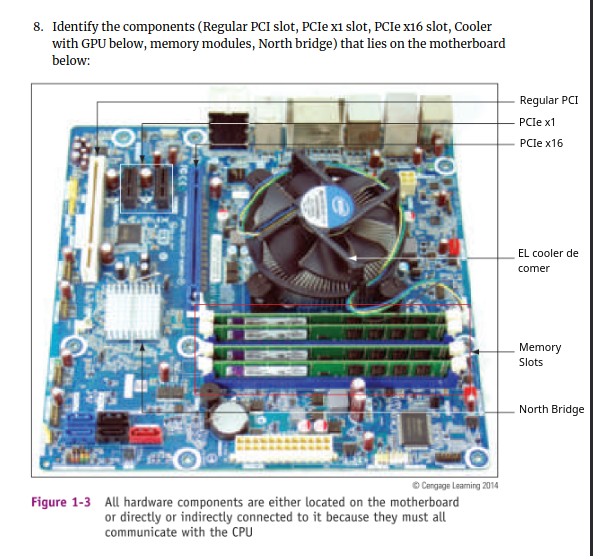 8. Identify the components (Regular PCI slot, PCIe x1 slot, PCIe x16 slot, Cooler
with GPU below, memory modules, North bridge) that lies on the motherboard
below:
Regular PCI
PCIe x1
PCIe x16
intel
EL cooler de
comer
Memory
Slots
North Bridge
© Cengage Learning 2014
Figure 1-3 All hardware components are either located on the motherboard
or directly or indirectly connected to it because they must all
communicate with the CPU